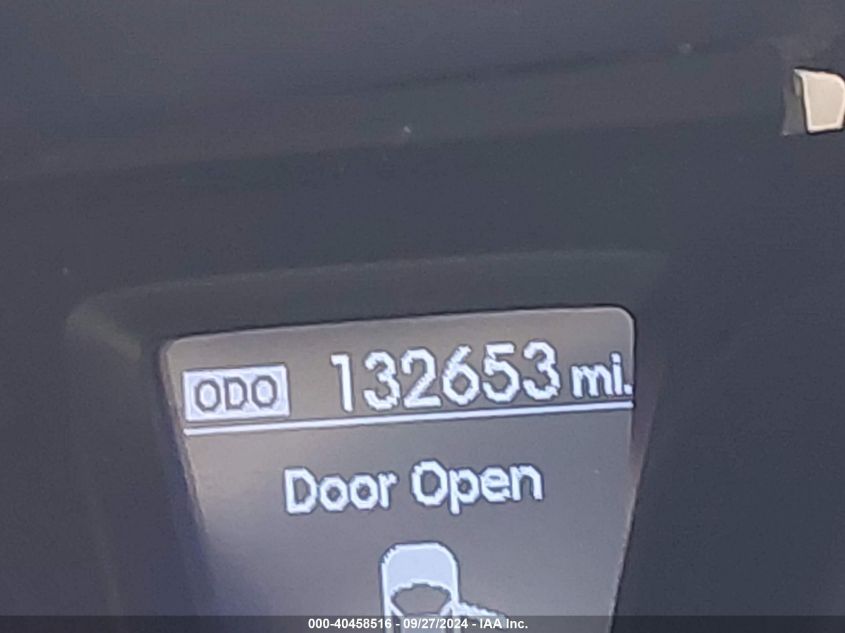 ODO 132653 mi.
Door Open
000-40458516 - 09/27/2024 - IAA Inc.